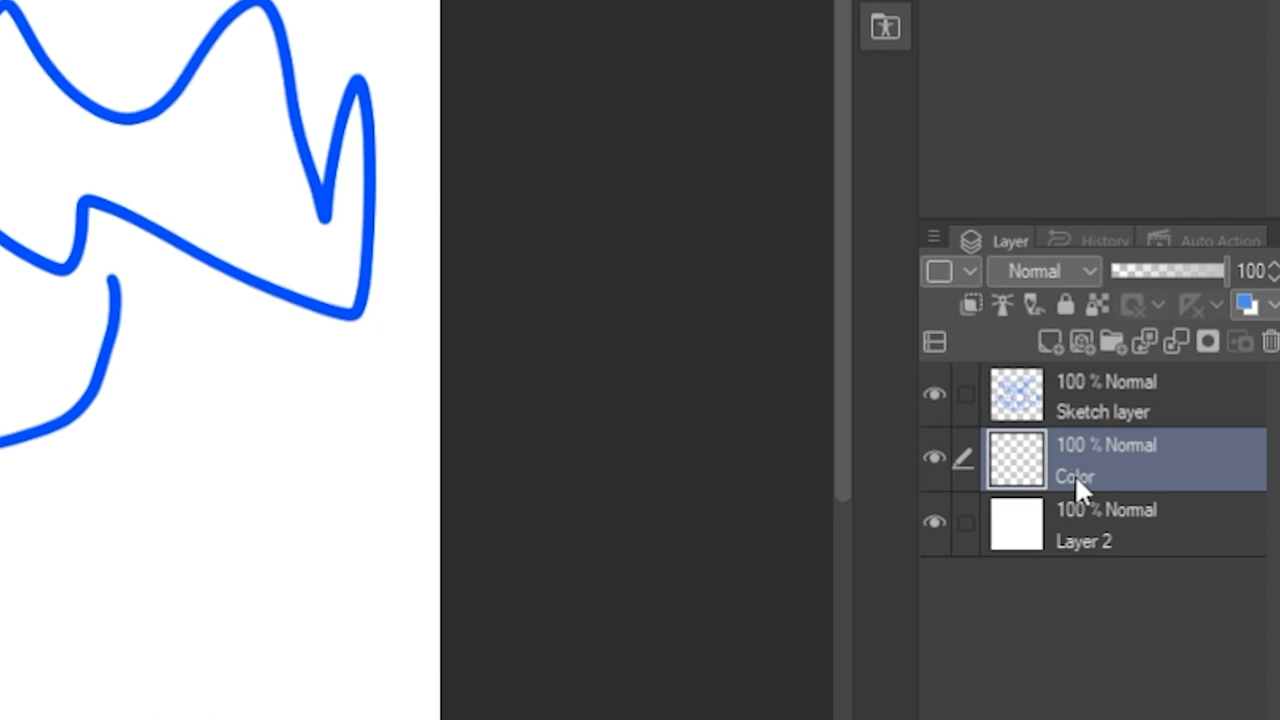 Layer
History
Auto Action
Normal
100
100 % Normal
Sketch layer
100 % Normal
Color
100 % Normal
Layer 2